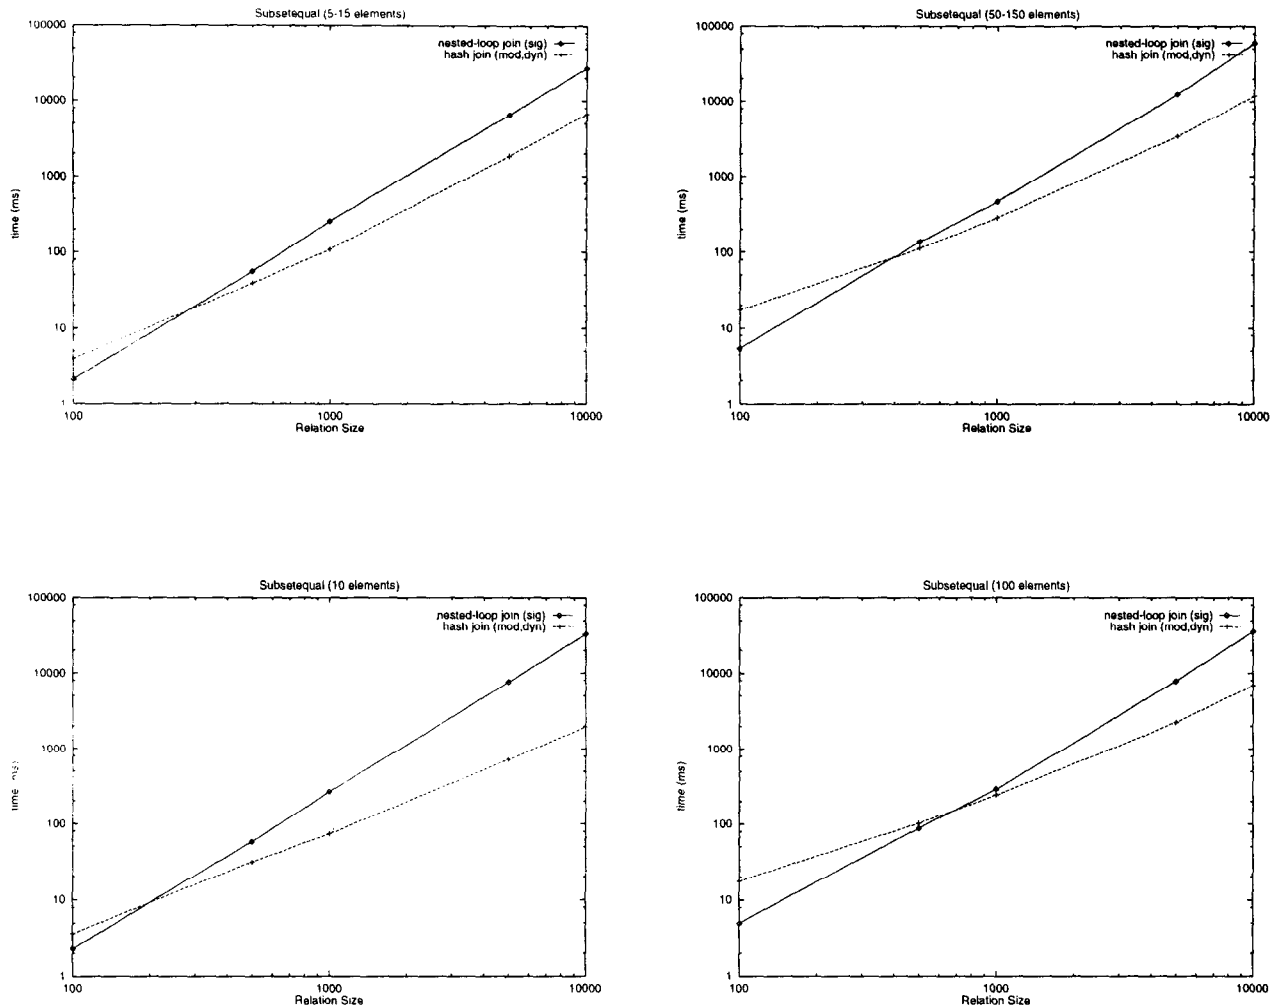 Subsetequal (5-15 elements)
nested-loop join (sig)
hash join (mod,dyn)
100000
10000
1000
100
10
1
time (ms)
100
1000
10000
Relation Size
Subsetequal (50-150 elements)
nested-loop join (sig)
hash join (mod,dyn)
100000
10000
1000
100
10
1
time (ms)
100
1000
10000
Relation Size
Subsetequal (10 elements)
nested-loop join (sig)
hash join (mod,dyn)
100000
10000
1000
100
10
1
time (ms)
100
1000
10000
Relation Size
Subsetequal (100 elements)
nested-loop join (sig)
hash join (mod,dyn)
100000
10000
1000
100
10
1
time (ms)
100
1000
10000
Relation Size